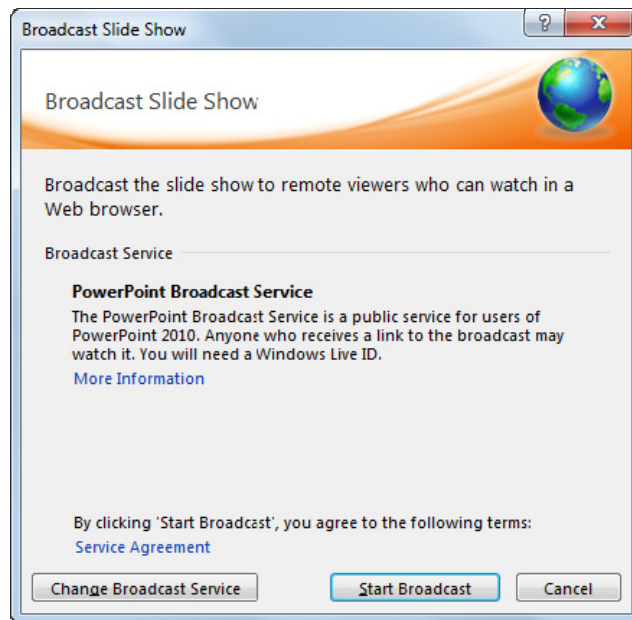 Broadcast Slide Show
?
X
Broadcast Slide Show
Broadcast the slide show to remote viewers who can watch in a
Web browser.
Broadcast Service
PowerPoint Broadcast Service
The PowerPoint Broadcast Service is a public service for users of
PowerPoint 2010. Anyone who receives a link to the broadcast may
watch it. You will need a Windows Live ID.
More Information
By clicking 'Start Broadcast', you agree to the following terms:
Service Agreement
Change Broadcast Service
Start Broadcast
Cancel